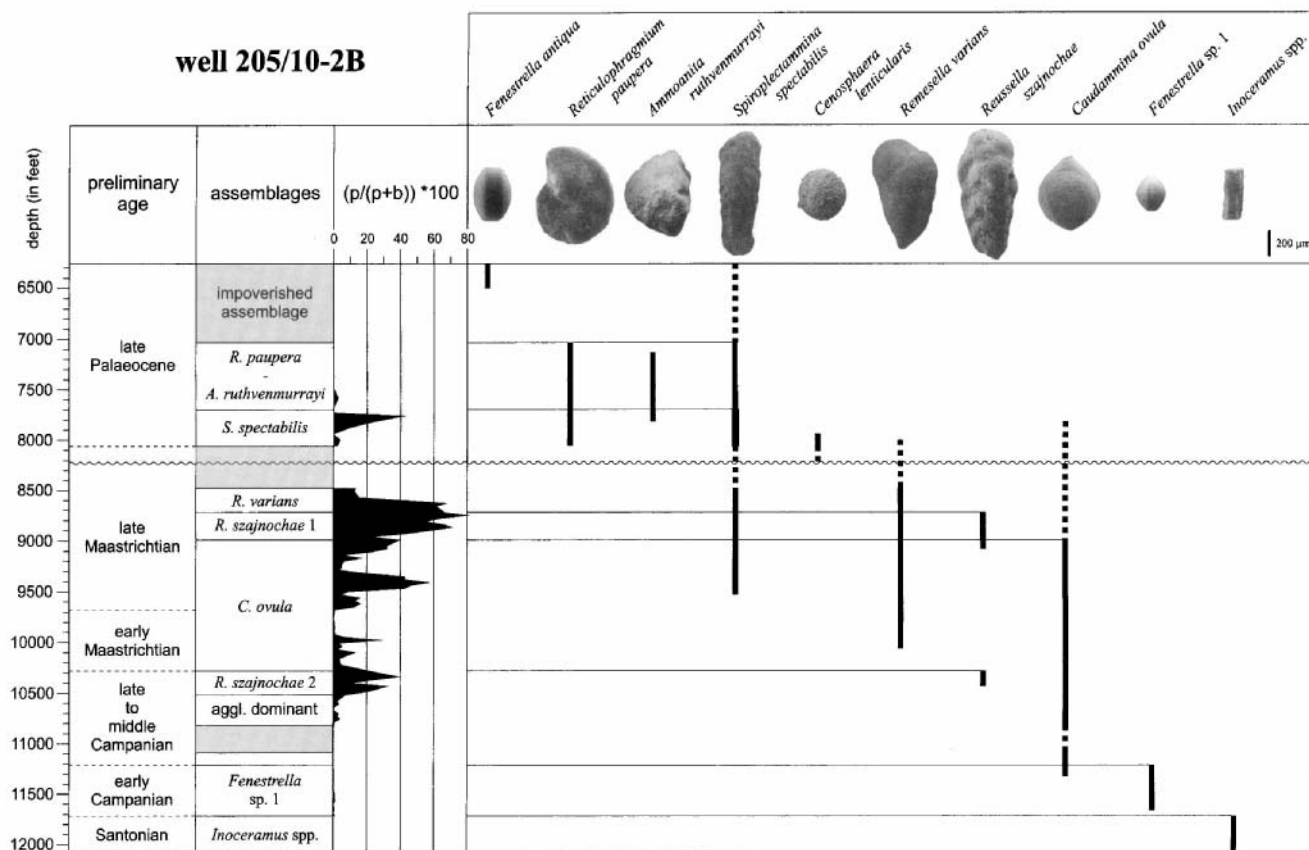 well 205/10-2B
Fenestrella antiqua
Reticulophragmium
paupera
Ammoanita
ruthvenmurrayi
Spiroplectammina
spectabilis
Cenosphaera
lenticularis
Remesella varians
Reussella
szajnochae
Caudammina ovula
Fenestrella sp. 1
Inoceramus spp.
depth (in feet)
preliminary
age
assemblages
(p/(p+b)) *100
0 20 40 60 80
200 µm
6500
7000
7500
8000
8500
9000
9500
10000
10500
11000
11500
12000
late
Palaeocene
late
Maastrichtian
early
Maastrichtian
late
to
middle
Campanian
early
Campanian
Santonian
impoverished
assemblage
R. paupera
-
A. ruthvenmurrayi
S. spectabilis
R. varians
R. szajnochae 1
C. ovula
R. szajnochae 2
aggl. dominant
Fenestrella
sp. 1
Inoceramus spp.